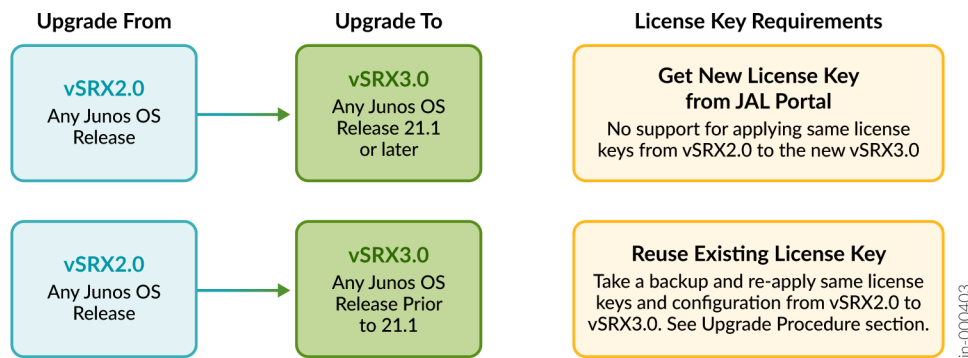 Upgrade From
Upgrade To
License Key Requirements
vSRX2.0
Any Junos OS
Release
vSRX3.0
Any Junos OS
Release 21.1
or later
Get New License Key
from JAL Portal
No support for applying same license
keys from vSRX2.0 to the new vSRX3.0
vSRX2.0
Any Junos OS
Release
vSRX3.0
Any Junos OS
Release Prior
to 21.1
Reuse Existing License Key
Take a backup and re-apply same license
keys and configuration from vSRX2.0 to
vSRX3.0. See Upgrade Procedure section.
jn-000403